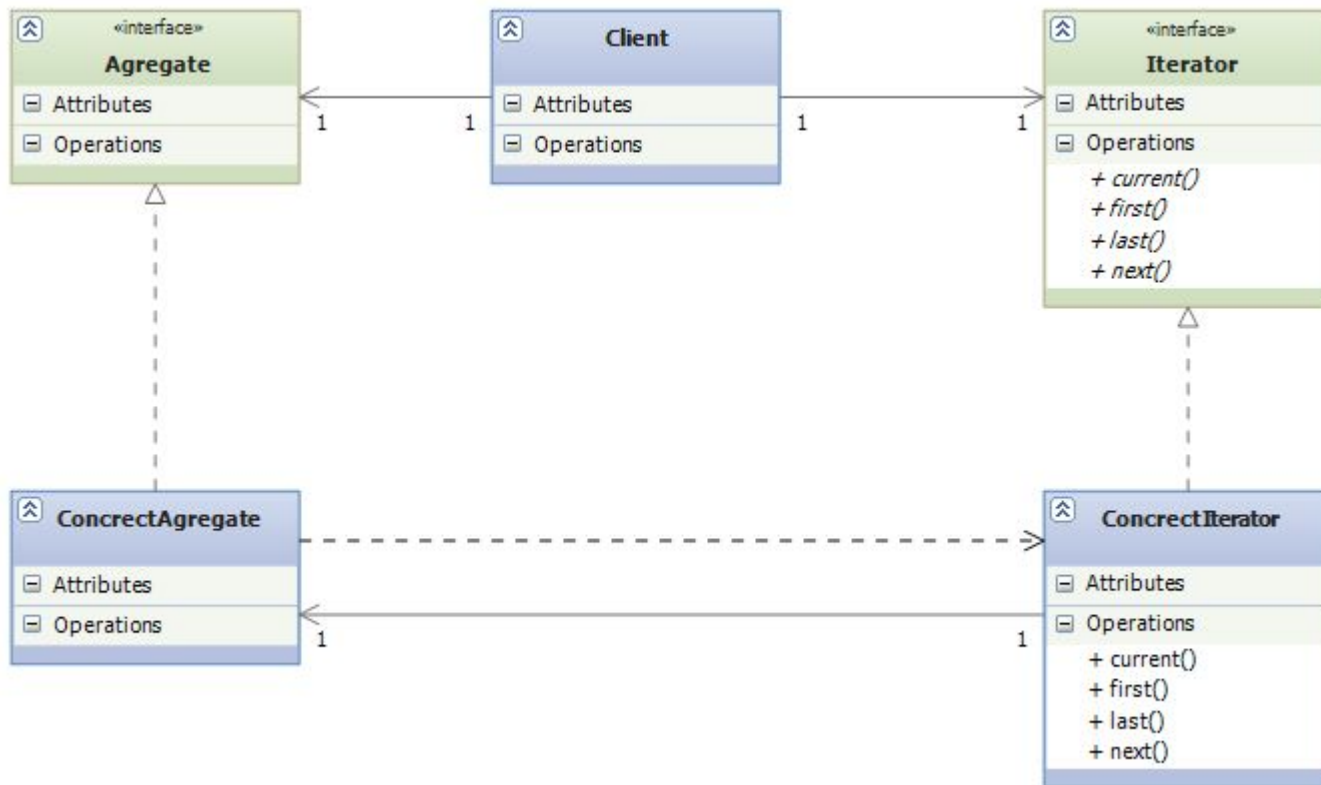 «interface»
Agregate
Attributes
Operations
1
1
Client
Attributes
Operations
1
1
«interface»
Iterator
Attributes
Operations
+ current()
+ first()
+ last()
+ next()
ConcrectAgregate
Attributes
Operations
1
1
ConcrectIterator
Attributes
Operations
+ current()
+ first()
+ last()
+ next()